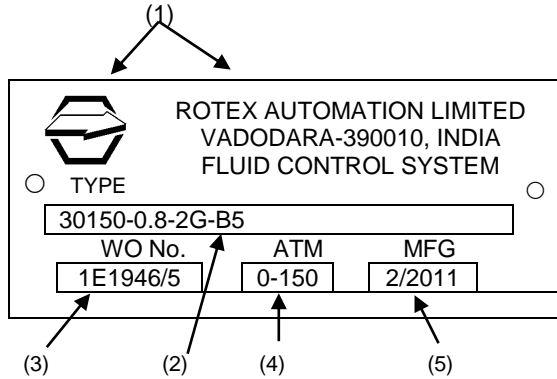 (1)
ROTEX AUTOMATION LIMITED
VADODARA-390010, INDIA
FLUID CONTROL SYSTEM
TYPE
30150-0.8-2G-B5
WO No. ATM MFG
1E1946/5 0-150 2/2011
(3) (2) (4) (5)